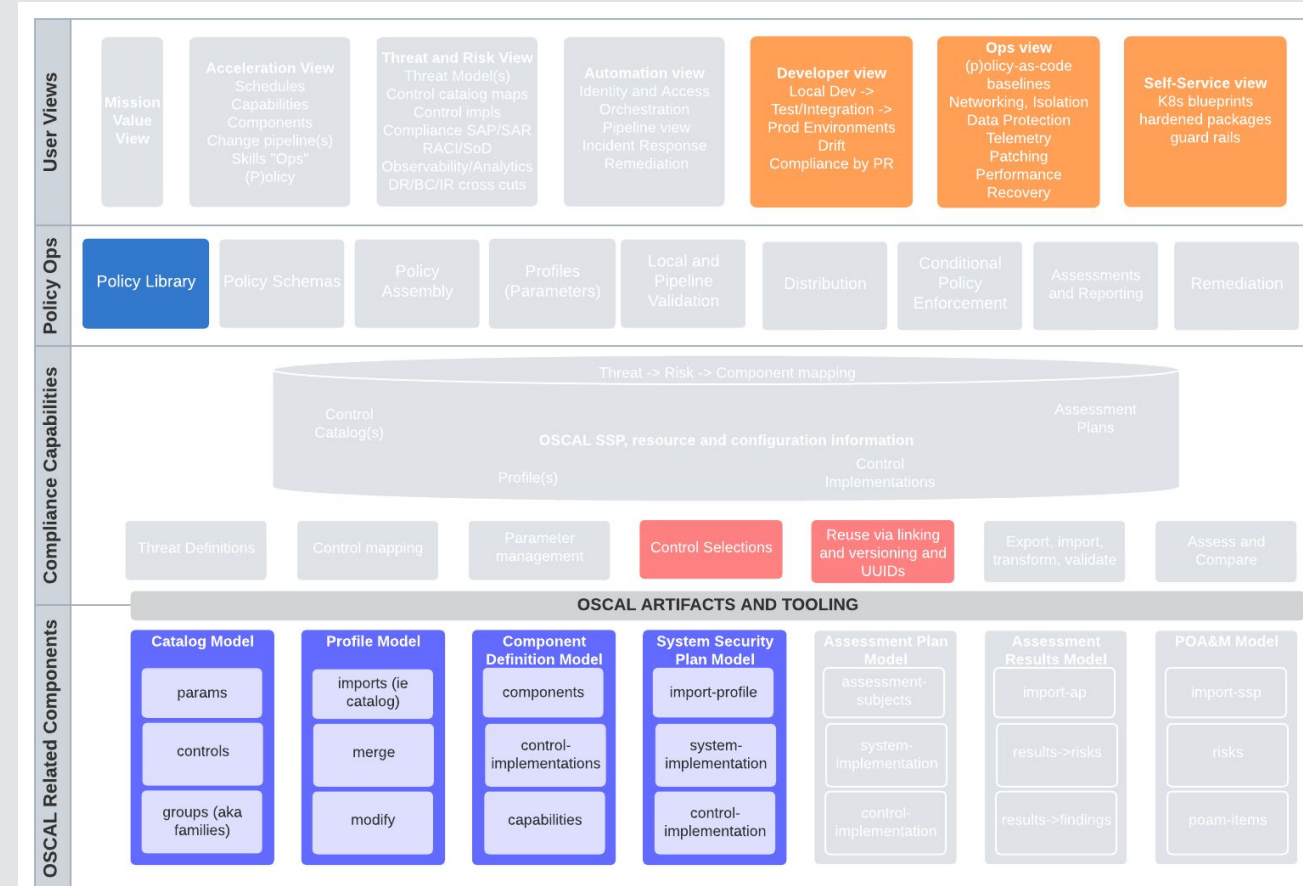 User Views
Mission
Value
View
Acceleration View
Schedules
Capabilities
Components
Change pipeline(s)
Skills "Ops"
(P)olicy
Threat and Risk View
Threat Model(s)
Control catalog maps
Control impls
Compliance SAP/SAR
RACI/SoD
Observability/Analytics
DR/BC/IR cross cuts
Automation view
Identity and Access
Orchestration
Pipeline view
Incident Response
Remediation
Developer view
Local Dev ->
Test/Integration ->
Prod Environments
Drift
Compliance by PR
Ops view
(p)olicy-as-code
baselines
Networking, Isolation
Data Protection
Telemetry
Patching
Performance
Recovery
Self-Service view
K8s blueprints
hardened packages
guard rails
Policy Ops
Policy Library
Policy Schemas
Policy
Assembly
Profiles
(Parameters)
Local and
Pipeline
Validation
Distribution
Conditional
Policy
Enforcement
Assessments
and Reporting
Remediation
Compliance Capabilities
Threat -> Risk -> Component mapping
Control
Catalog(s)
Assessment
Plans
OSCAL SSP, resource and configuration information
Profile(s)
Control
Implementations
Threat Definitions
Control mapping
Parameter
management
Control Selections
Reuse via linking
and versioning and
UUIDs
Export, import,
transform, validate
Assess and
Compare
OSCAL ARTIFACTS AND TOOLING
OSCAL Related Components
Catalog Model
params
controls
groups (aka
families)
Profile Model
imports (ie
catalog)
merge
modify
Component
Definition Model
components
control-
implementations
capabilities
System Security
Plan Model
import-profile
system-
implementation
control-
implementation
Assessment Plan
Model
assessment-
subjects
system-
implementation
control-
implementation
Assessment
Results Model
import-ap
results->risks
results->findings
POA&M Model
import-ssp
risks
poam-items